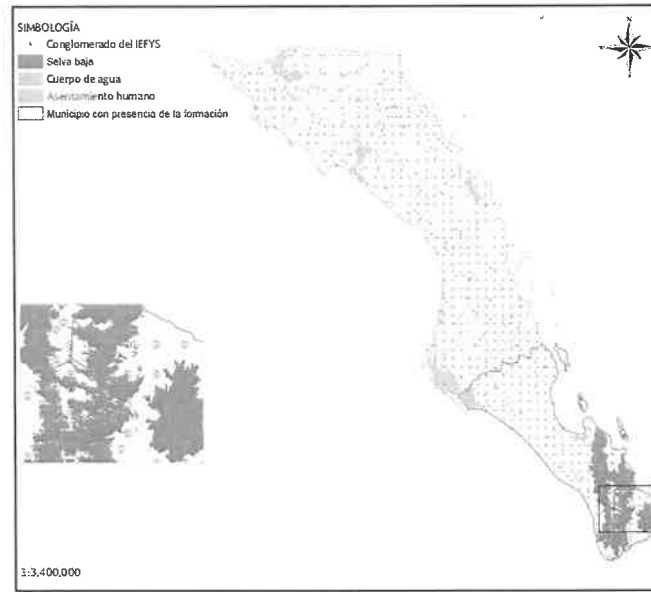 SIMBOLOGÍA
Conglomerado del IEFYS
Selva baja
Cuerpo de agua
Asentamiento humano
Municipio con presencia de la formación
N
1:3,400,000